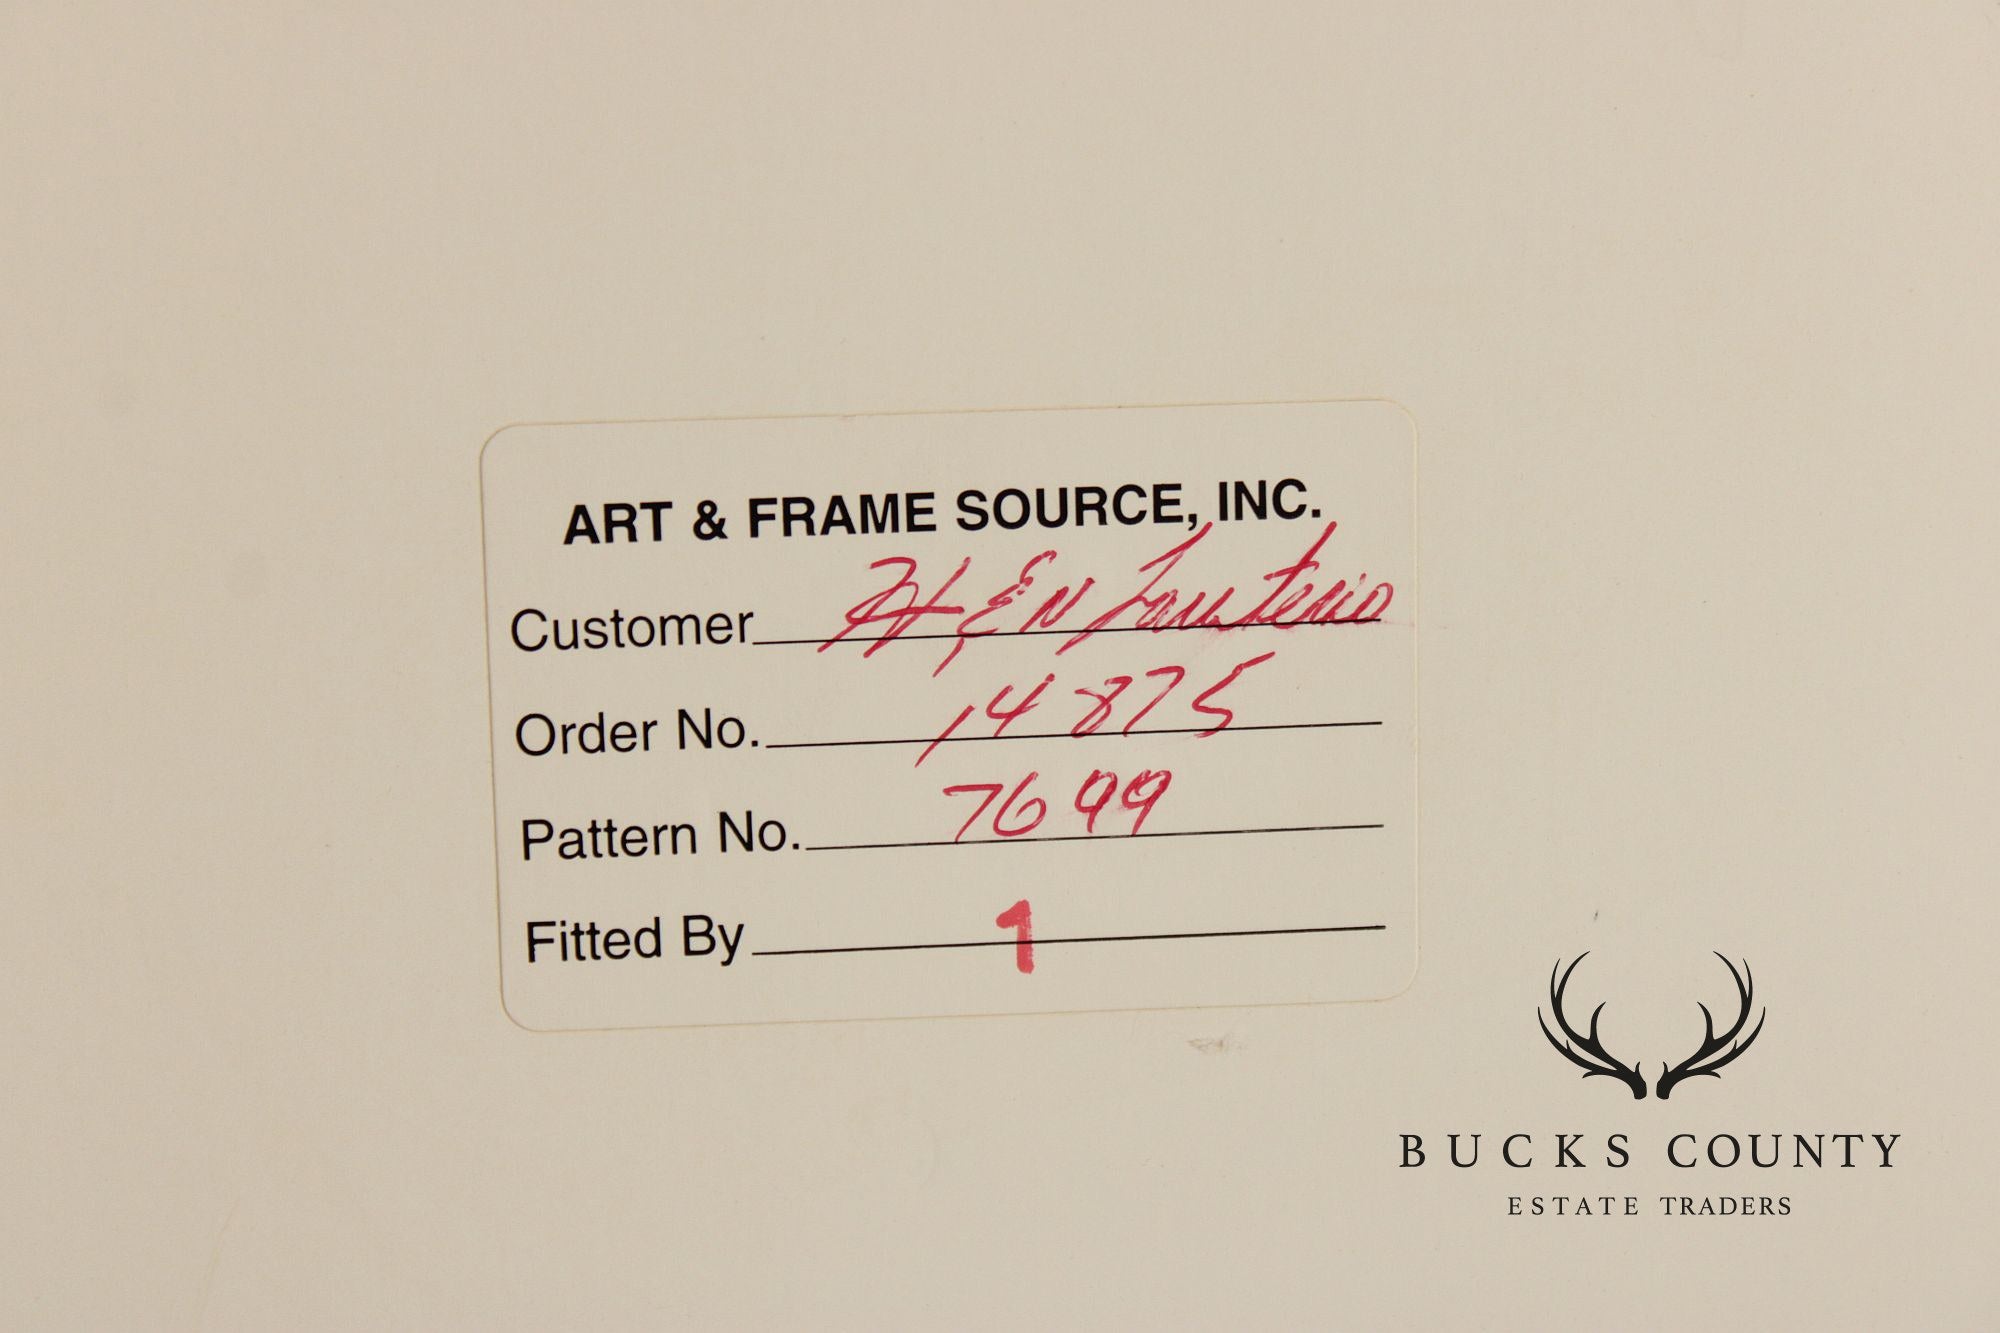 ART & FRAME SOURCE, INC.
Customer
Order No. 14875
Pattern No. 7699
Fitted By 1
BUCKS COUNTY
ESTATE TRADERS